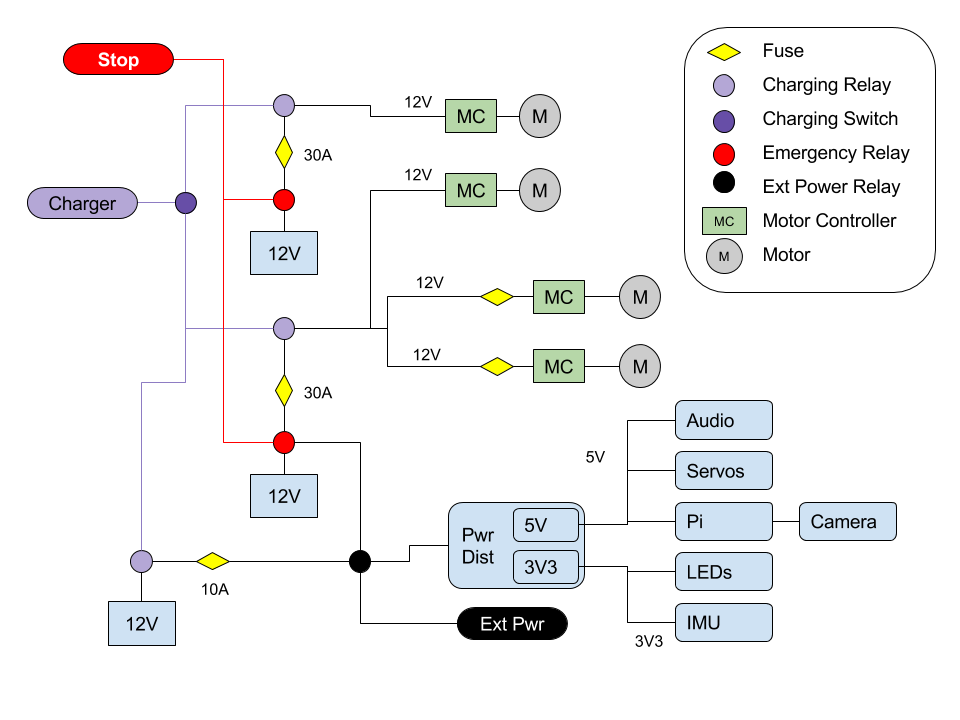 Stop
Fuse
Charging Relay
Charging Switch
Emergency Relay
Ext Power Relay
MC
Motor Controller
M
Motor
12V
MC
M
30A
12V
MC
M
Charger
12V
12V
MC
M
12V
MC
M
30A
12V
Audio
5V
Servos
Pwr
Dist
5V
3V3
Pi
Camera
LEDs
10A
12V
Ext Pwr
IMU
3V3